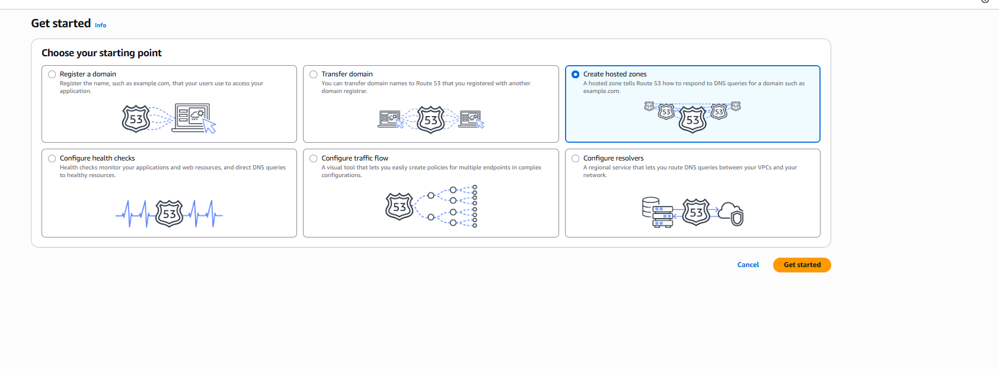 Get started Info
Choose your starting point
Register a domain
Register the name, such as example.com, that your users use to access your
application.
53
Transfer domain
You can transfer domain names to Route 53 that you registered with another
domain registrar.
53
Create hosted zones
A hosted zone tells Route 53 how to respond to DNS queries for a domain such as
example.com.
53 53 53 53 53
Configure health checks
Health checks monitor your applications and web resources, and direct DNS queries
to healthy resources.
53
Configure traffic flow
A visual tool that lets you easily create policies for multiple endpoints in complex
configurations.
53
Configure resolvers
A regional service that lets you route DNS queries between your VPCs and your
network.
53
Cancel
Get started